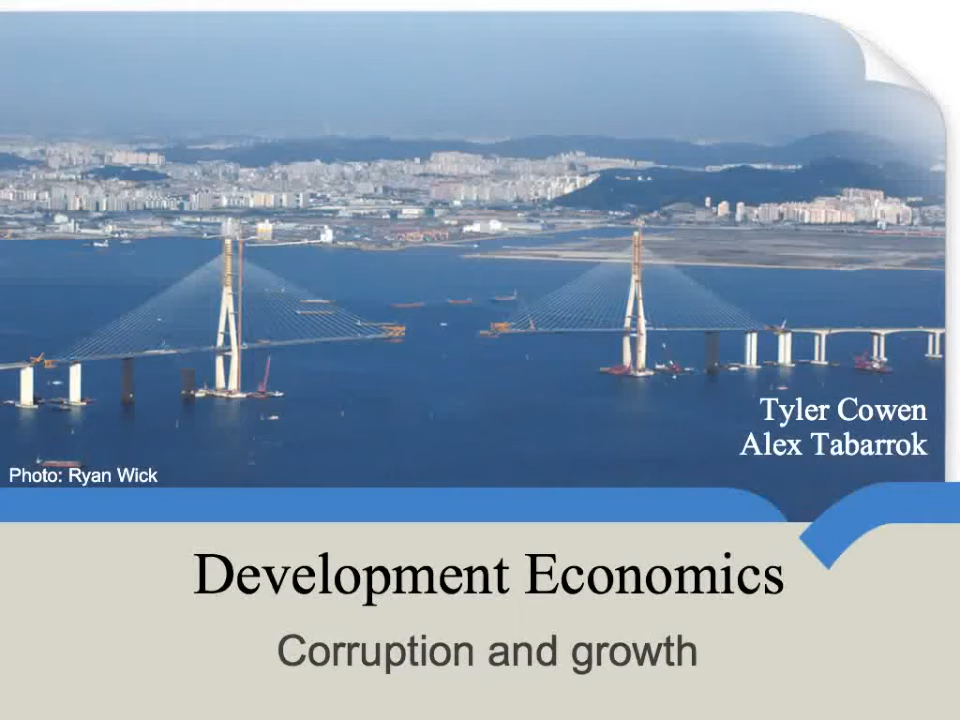 Tyler Cowen
Alex Tabarrok
Photo: Ryan Wick
Development Economics
Corruption and growth